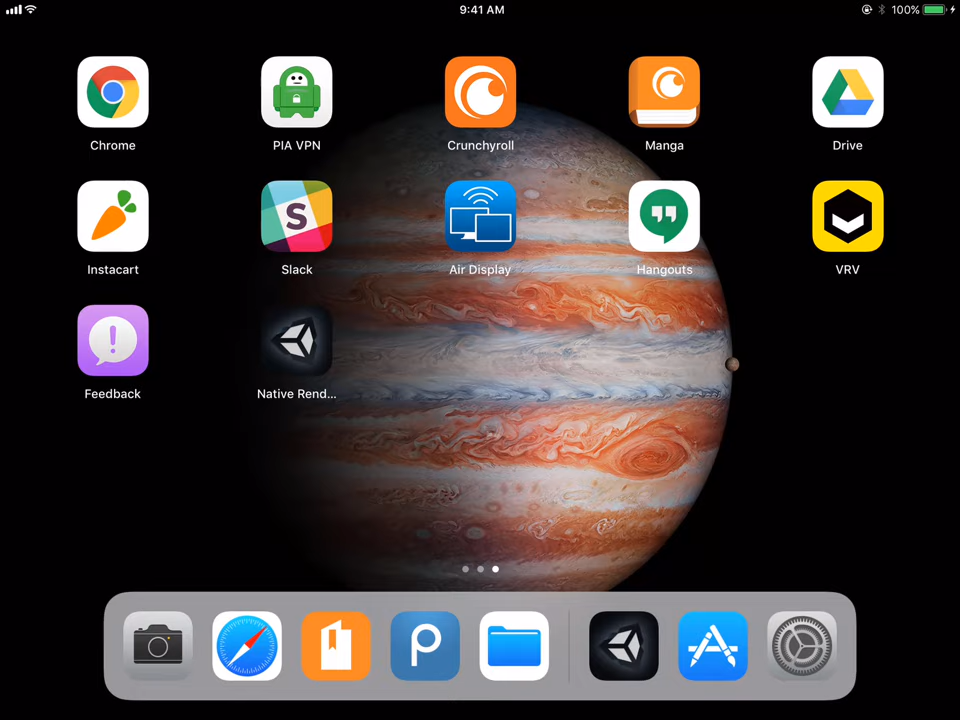 9:41 AM
100%
Chrome
PIA VPN
Crunchyroll
Manga
Drive
S
Instacart
Slack
Air Display
Hangouts
VRV
Feedback
Native Rend...